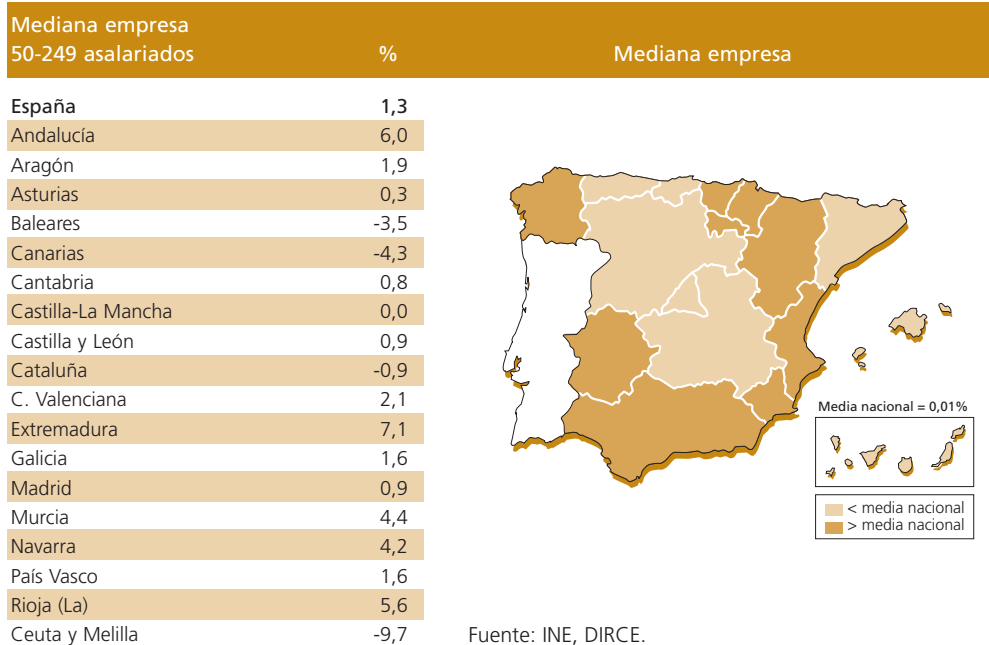 Mediana empresa
50-249 asalariados % Mediana empresa
España 1,3
Andalucía 6,0
Aragón 1,9
Asturias 0,3
Baleares -3,5
Canarias -4,3
Cantabria 0,8
Castilla-La Mancha 0,0
Castilla y León 0,9
Cataluña -0,9
C. Valenciana 2,1
Extremadura 7,1
Galicia 1,6
Madrid 0,9
Murcia 4,4
Navarra 4,2
País Vasco 1,6
Rioja (La) 5,6
Ceuta y Melilla -9,7
Media nacional = 0,01%
< media nacional
> media nacional
Fuente: INE, DIRCE.